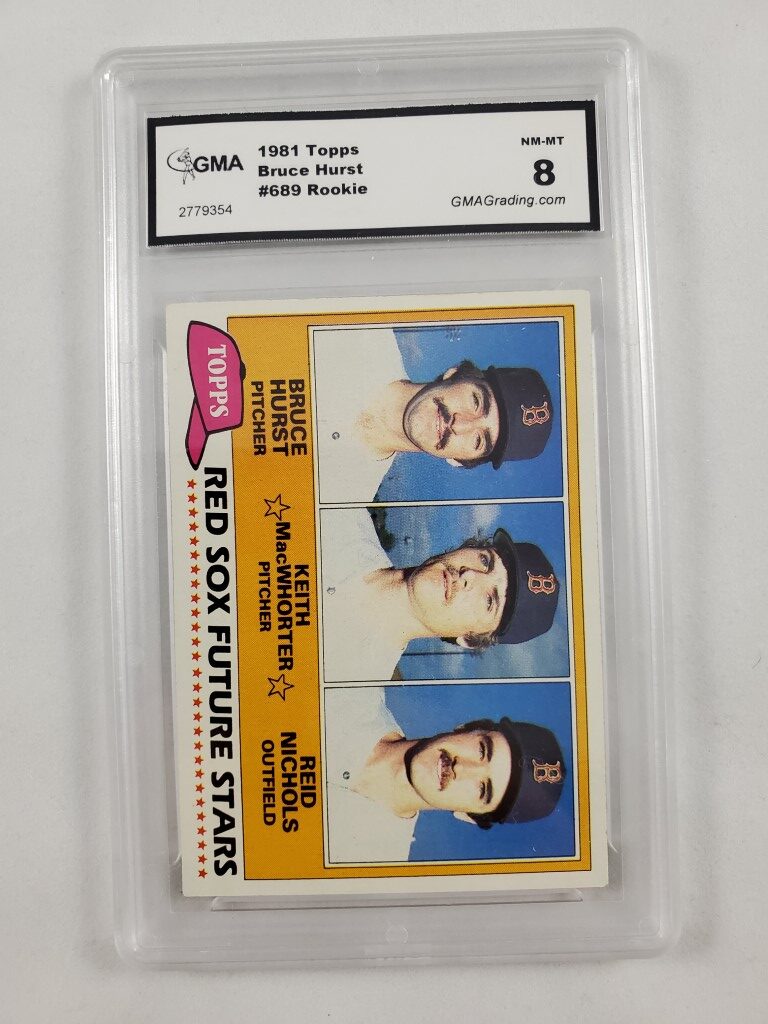 GMA
1981 Topps
Bruce Hurst
#689 Rookie
2779354
NM-MT
8
GMAGrading.com
B
B
B
BRUCE
HURST
PITCHER
KEITH
MacWHORTER
PITCHER
REID
NICHOLS
OUTFIELD
TOPPS
RED SOX FUTURE STARS